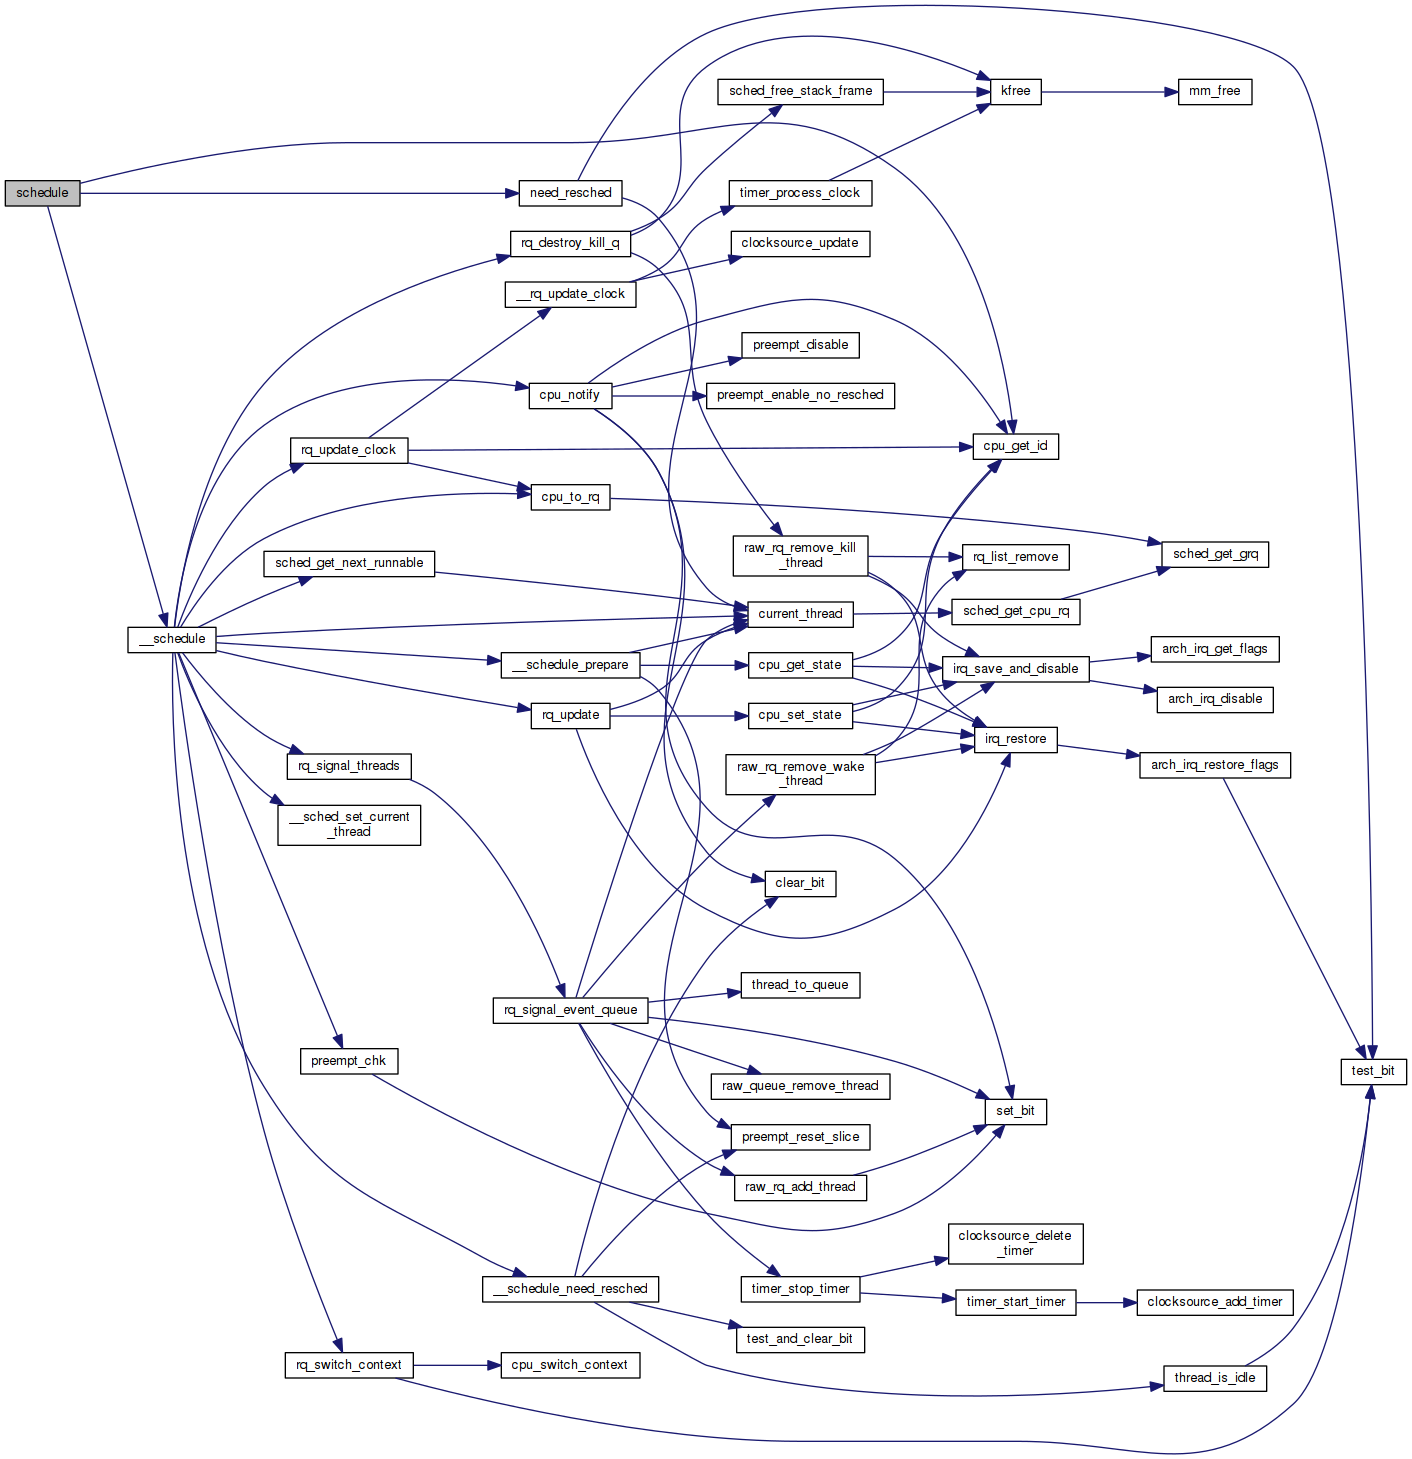 sched_free_stack_frame
kfree
mm_free
schedule
need_resched
timer_process_clock
rq_destroy_kill_q
clocksource_update
__rq_update_clock
preempt_disable
cpu_notify
preempt_enable_no_resched
rq_update_clock
cpu_get_id
cpu_to_rq
raw_rq_remove_kill
_thread
rq_list_remove
sched_get_grq
sched_get_next_runnable
current_thread
sched_get_cpu_rq
__schedule
__schedule_prepare
cpu_get_state
irq_save_and_disable
arch_irq_get_flags
arch_irq_disable
rq_update
cpu_set_state
irq_restore
rq_signal_threads
raw_rq_remove_wake
_thread
arch_irq_restore_flags
__sched_set_current
_thread
clear_bit
thread_to_queue
rq_signal_event_queue
preempt_chk
raw_queue_remove_thread
test_bit
set_bit
preempt_reset_slice
raw_rq_add_thread
clocksource_delete
_timer
__schedule_need_resched
timer_stop_timer
timer_start_timer
clocksource_add_timer
test_and_clear_bit
rq_switch_context
cpu_switch_context
thread_is_idle